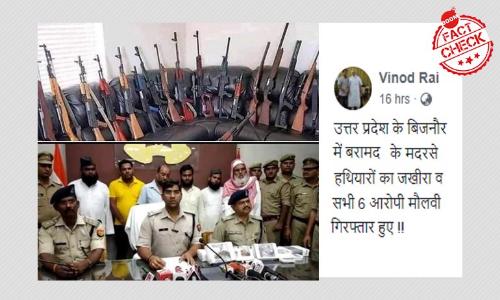 BOOM
FACT
CHECK
Vinod Rai
16 hrs ·
उत्तर प्रदेश के बिजनौर
में बरामद के मदरसे
हथियारों का जखीरा व
सभी 6 आरोपी मौलवी
गिरफ्तार हुए !!